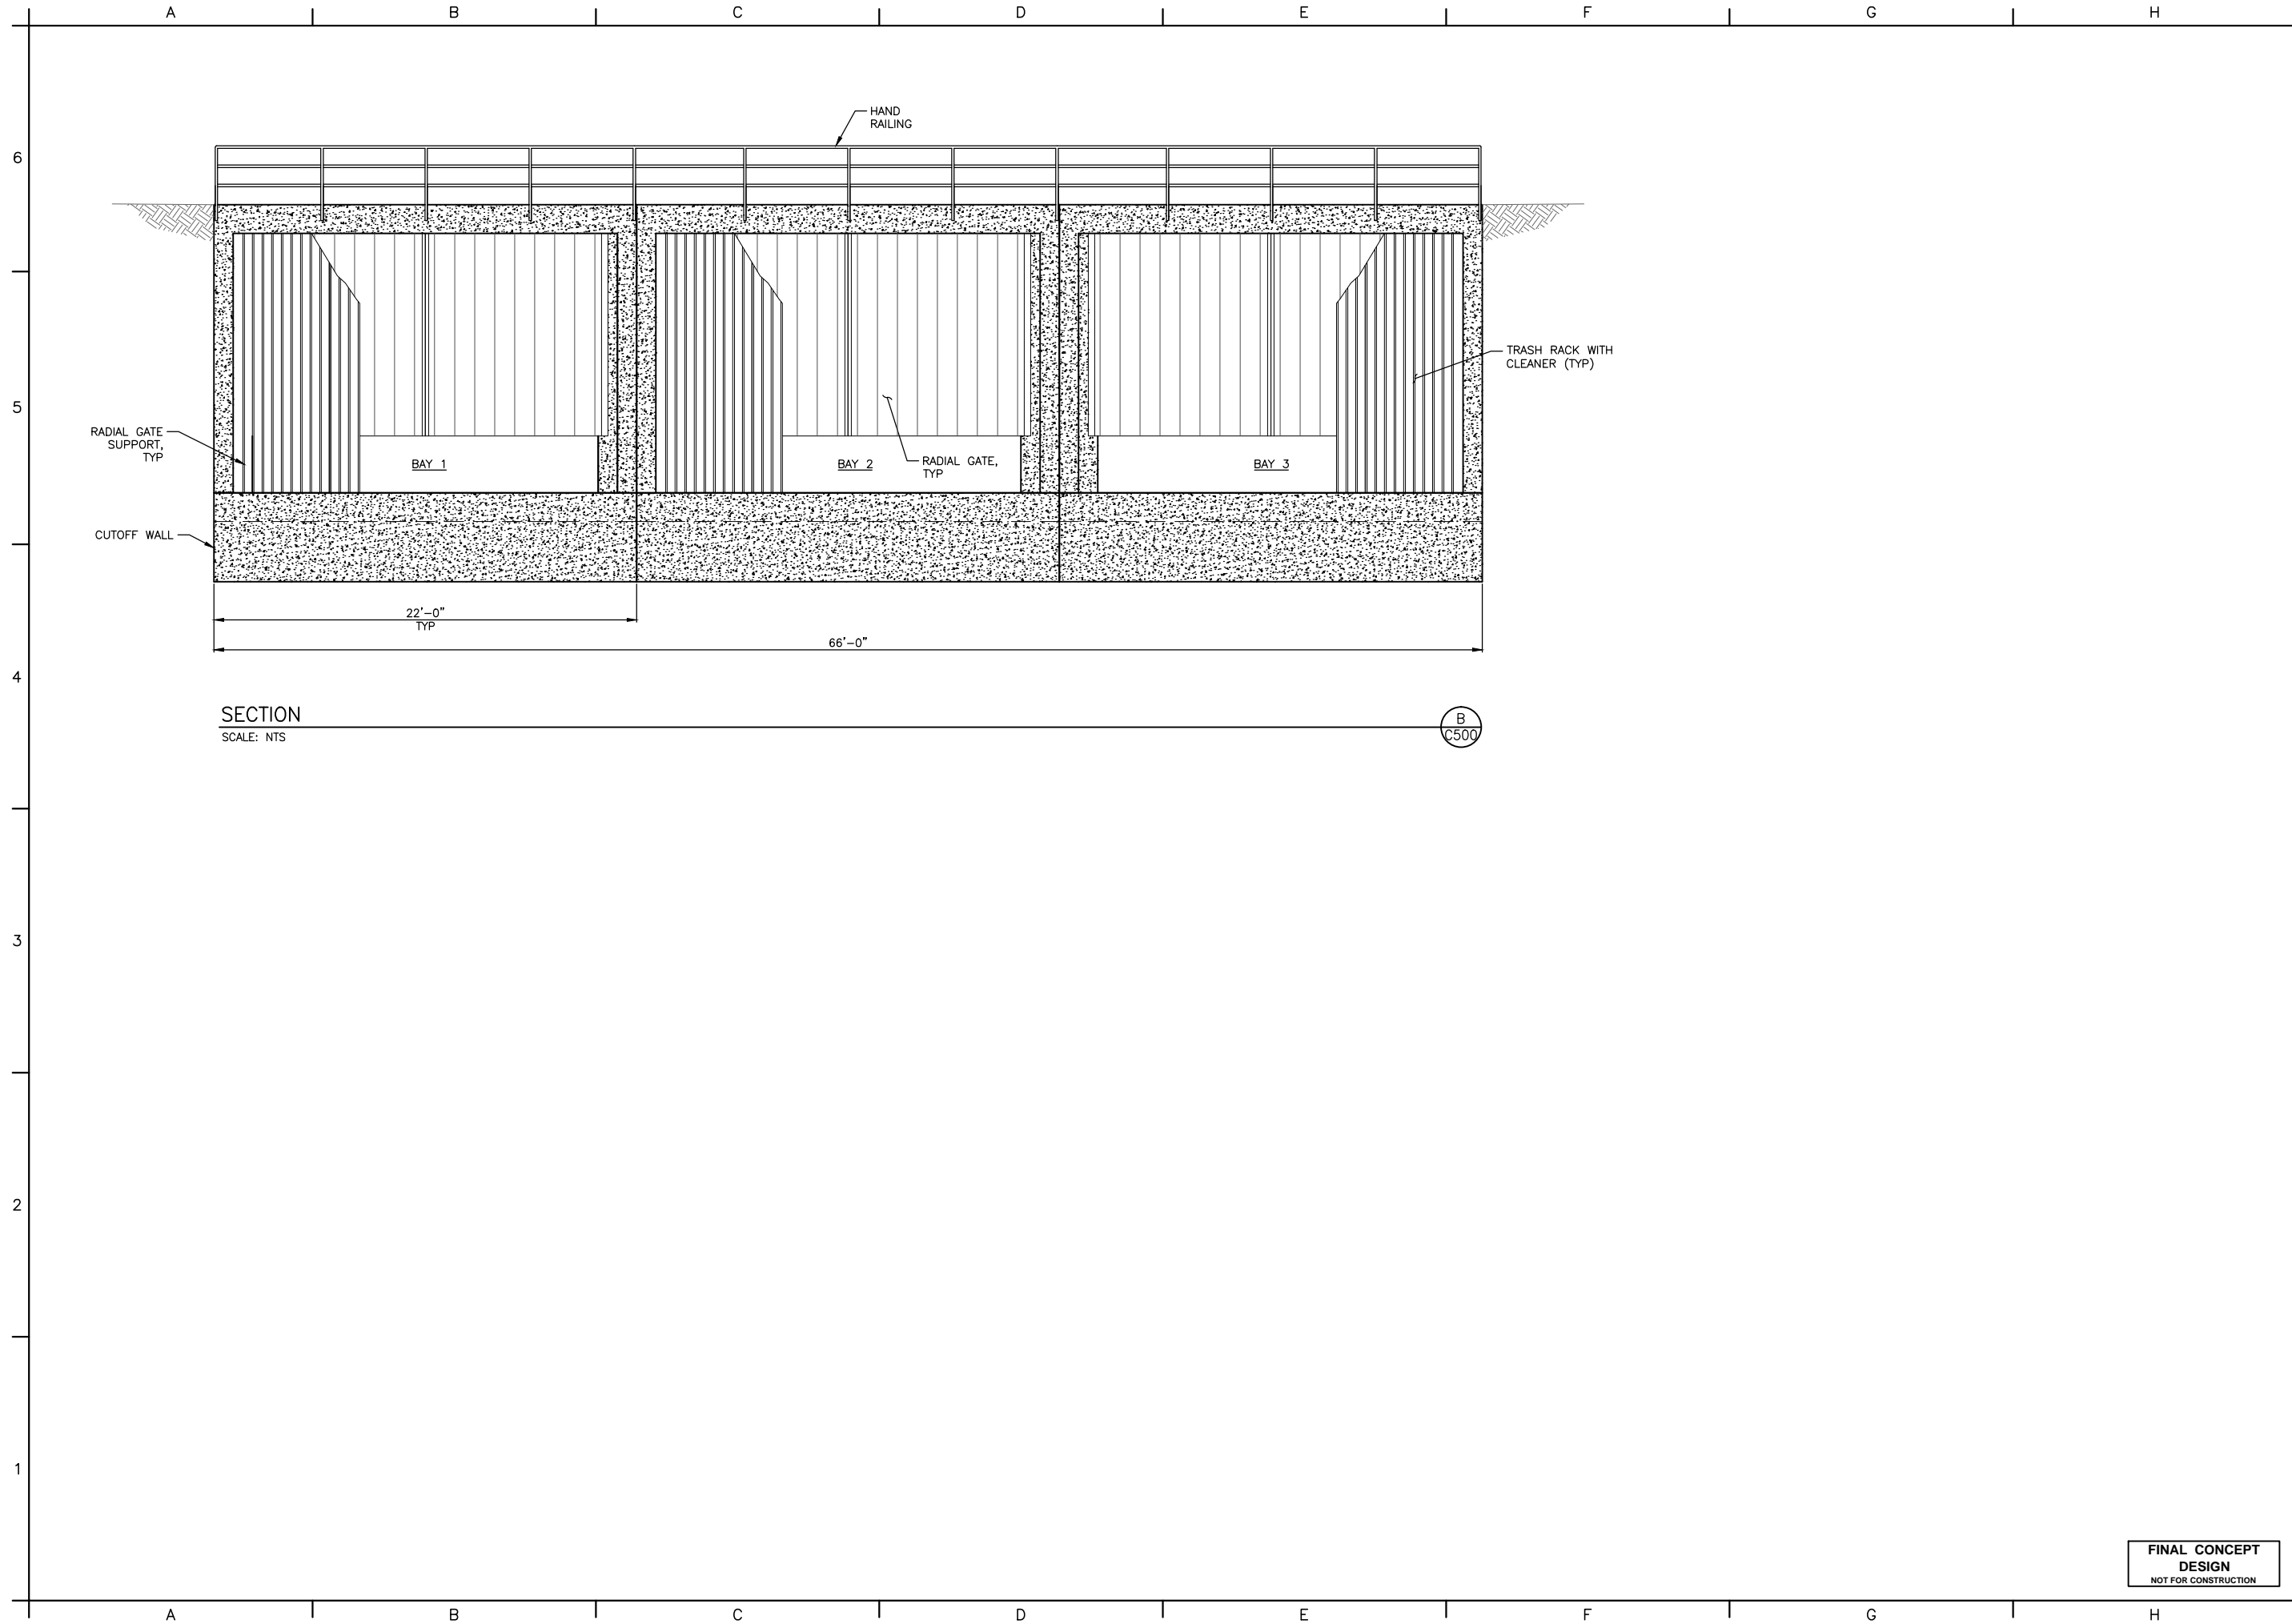 A B C D E F G H
HAND
RAILING
6
TRASH RACK WITH
CLEANER (TYP)
5
RADIAL GATE
SUPPORT,
TYP
BAY 1
BAY 2
RADIAL GATE,
TYP
BAY 3
CUTOFF WALL
22'-0"
TYP
66'-0"
4
SECTION
SCALE: NTS
B
C500
3
2
1
FINAL CONCEPT
DESIGN
NOT FOR CONSTRUCTION
A B C D E F G H